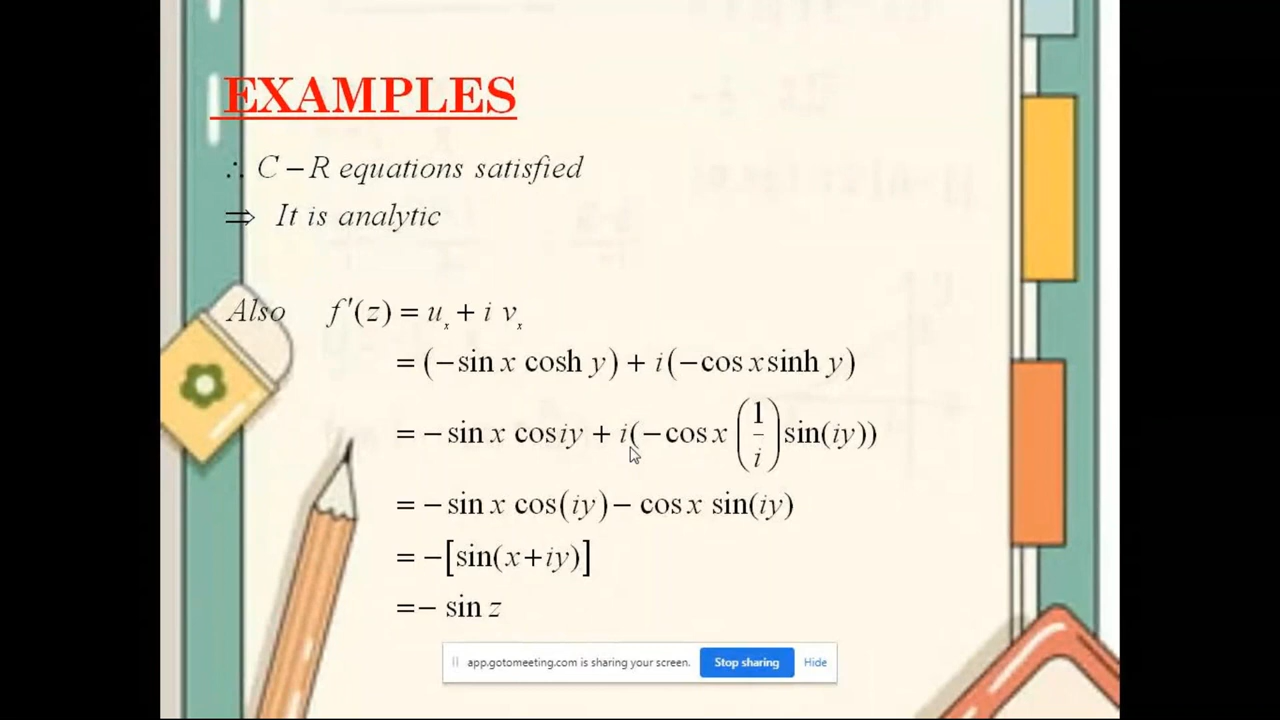 EXAMPLES
∴ C – R equations satisfied
⇒ It is analytic
Also f'(z) = uₓ + i vₓ
= (−sin x cosh y) + i(−cos x sinh y)
= − sin x cos iy + i(−cos x (1/i) sin(iy))
= − sin x cos(iy) − cos x sin(iy)
= −[sin(x+iy)]
= − sin z
app.gotomeeting.com is sharing your screen. Stop sharing Hide